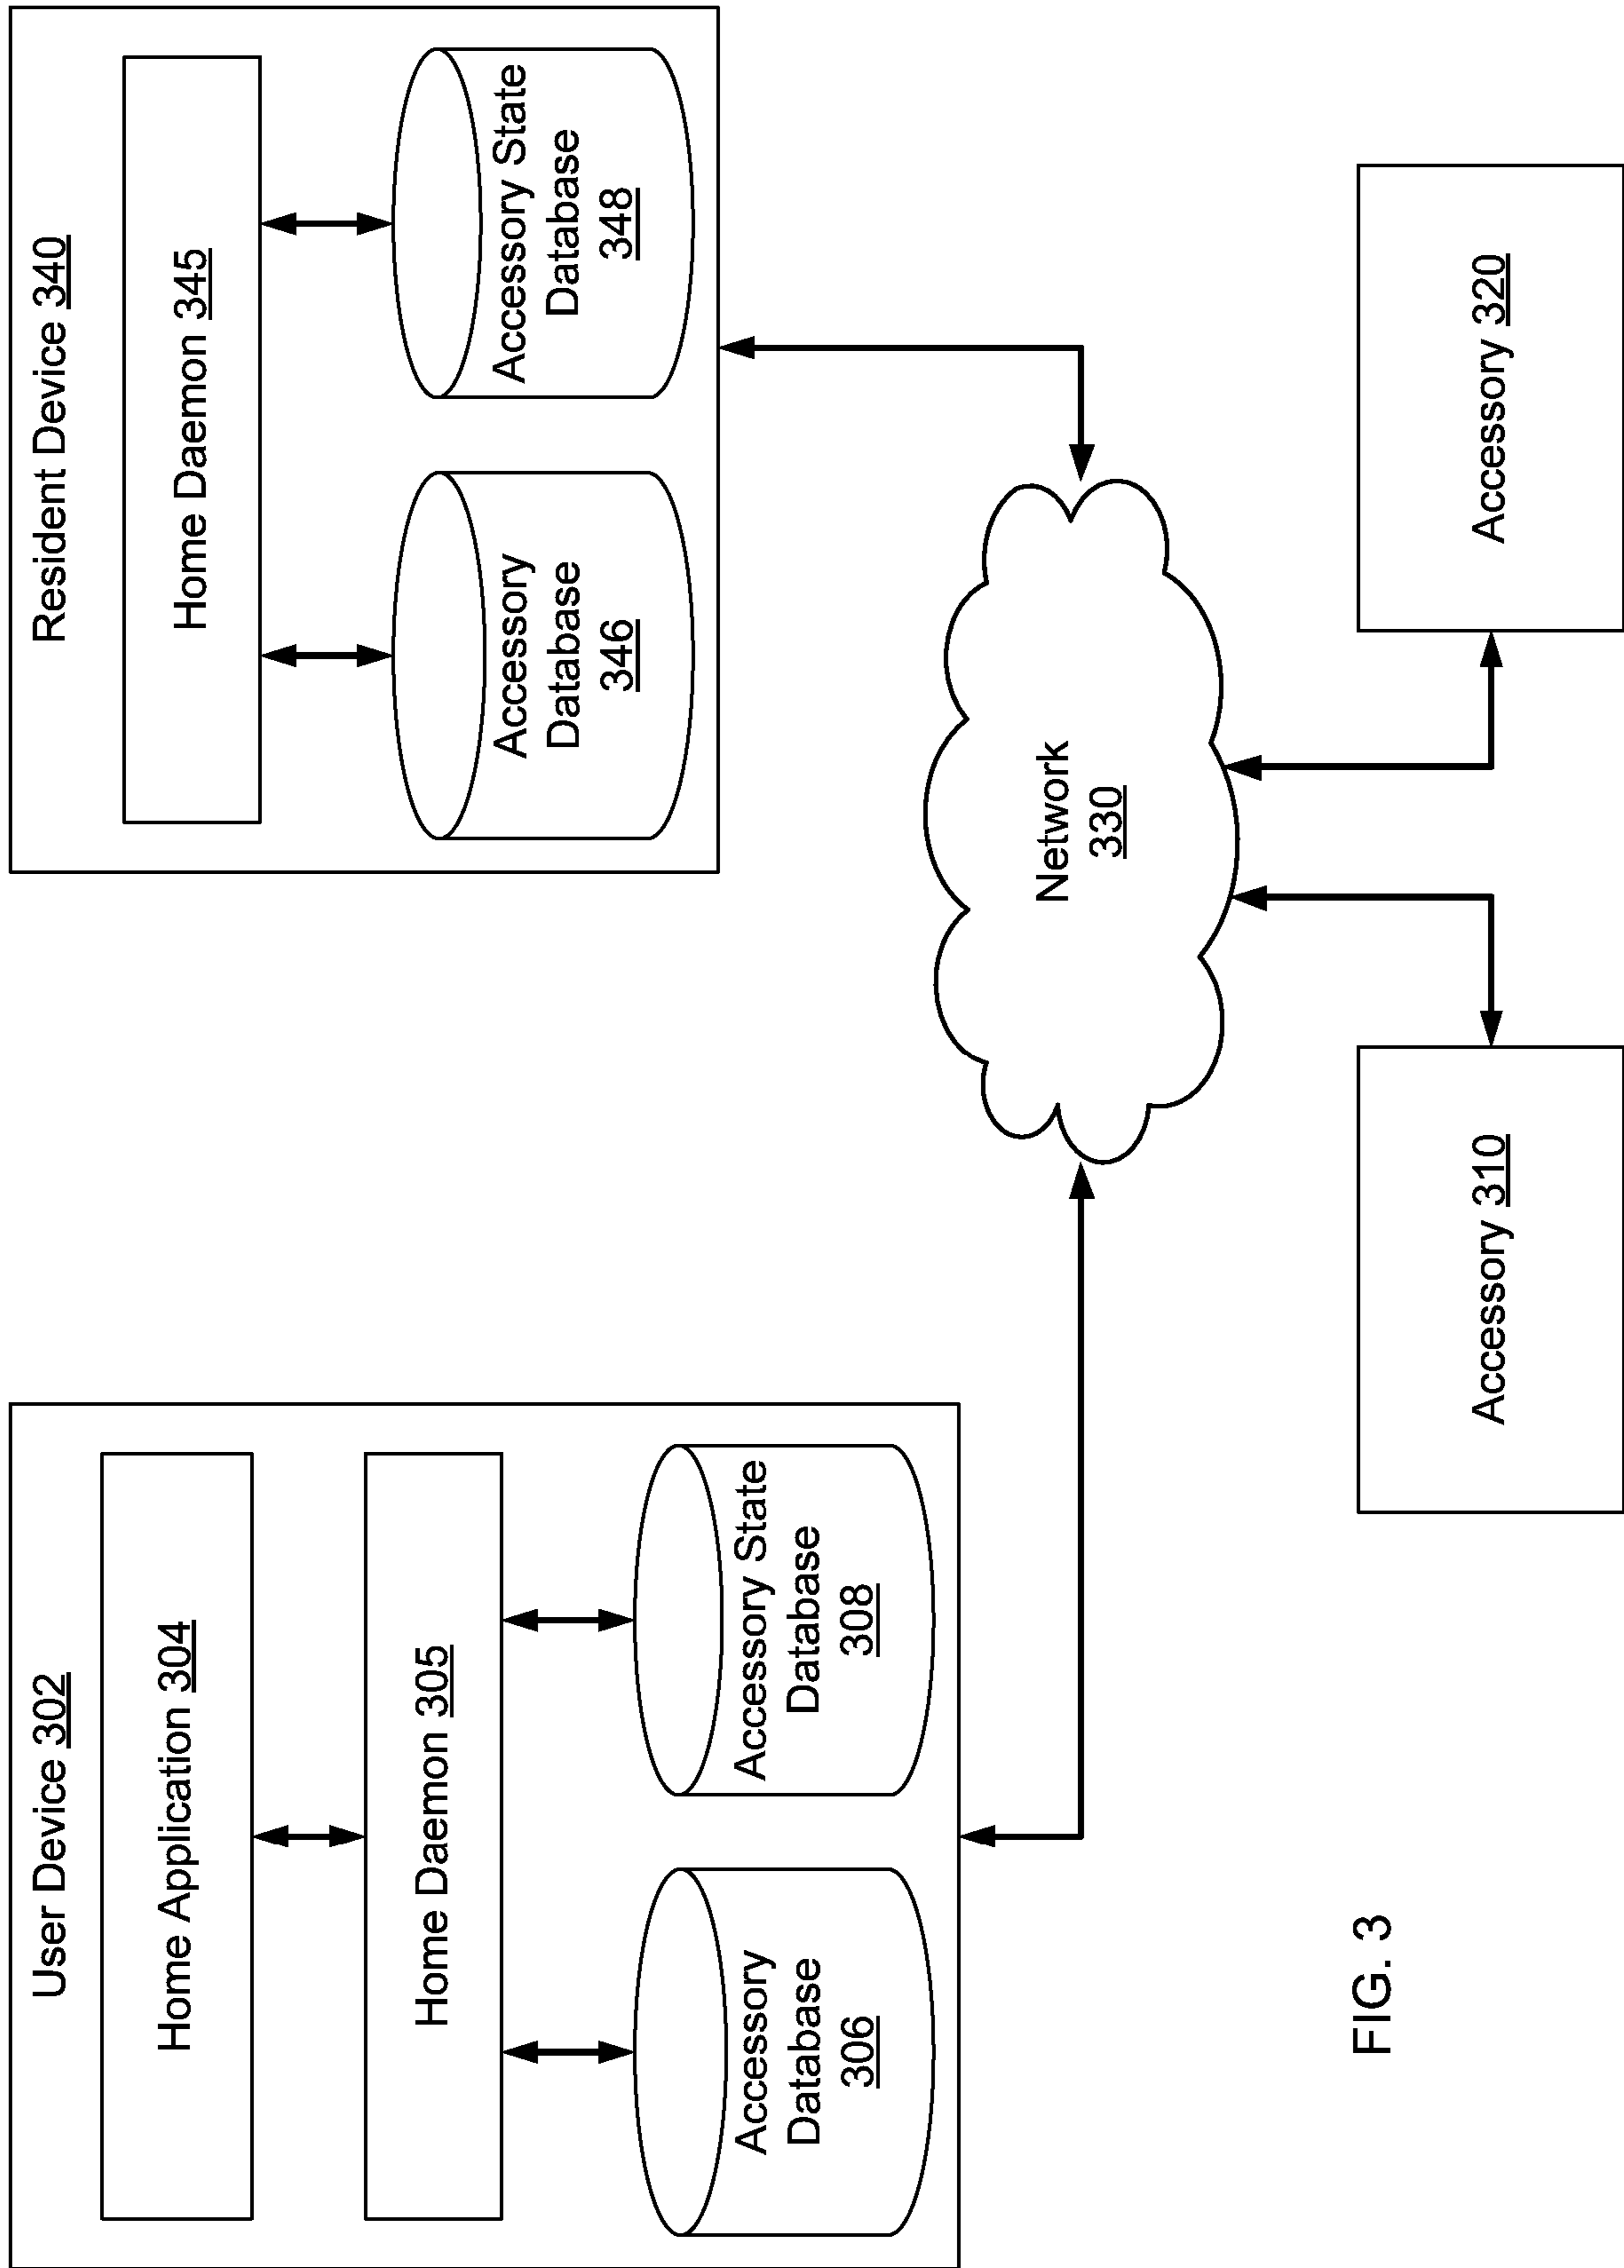 User Device 302
Home Application 304
Home Daemon 305
Accessory
Database
306
Accessory State
Database
308
Resident Device 340
Home Daemon 345
Accessory
Database
346
Accessory State
Database
348
Network
330
Accessory 310
Accessory 320
FIG. 3